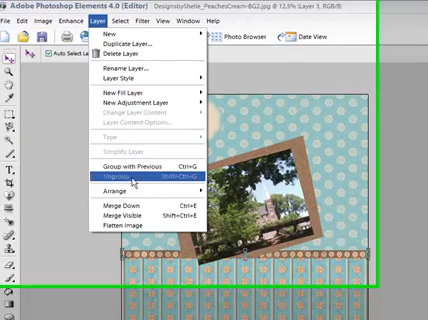 Adobe Photoshop Elements 4.0 (Editor)
DesignsbyShelle_PeachesCream-BG2.jpg @ 12.5% (Layer 3, RGB/8)
File Edit Image Enhance Layer Select Filter View Window Help
Photo Browser
Date View
Auto Select La
New
Duplicate Layer...
Delete Layer
Rename Layer...
Layer Style
New Fill Layer
New Adjustment Layer
Change Layer Content
Layer Content Options...
Type
Simplify Layer
Group with Previous Ctrl+G
Ungroup Shift+Ctrl+G
Arrange
Merge Down Ctrl+E
Merge Visible Shift+Ctrl+E
Flatten Image